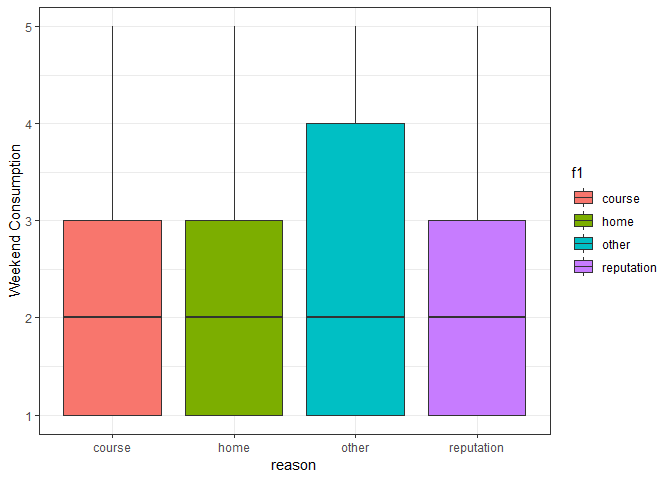 Weekend Consumption
5
4
3
2
1
course home other reputation
reason
f1
course
home
other
reputation